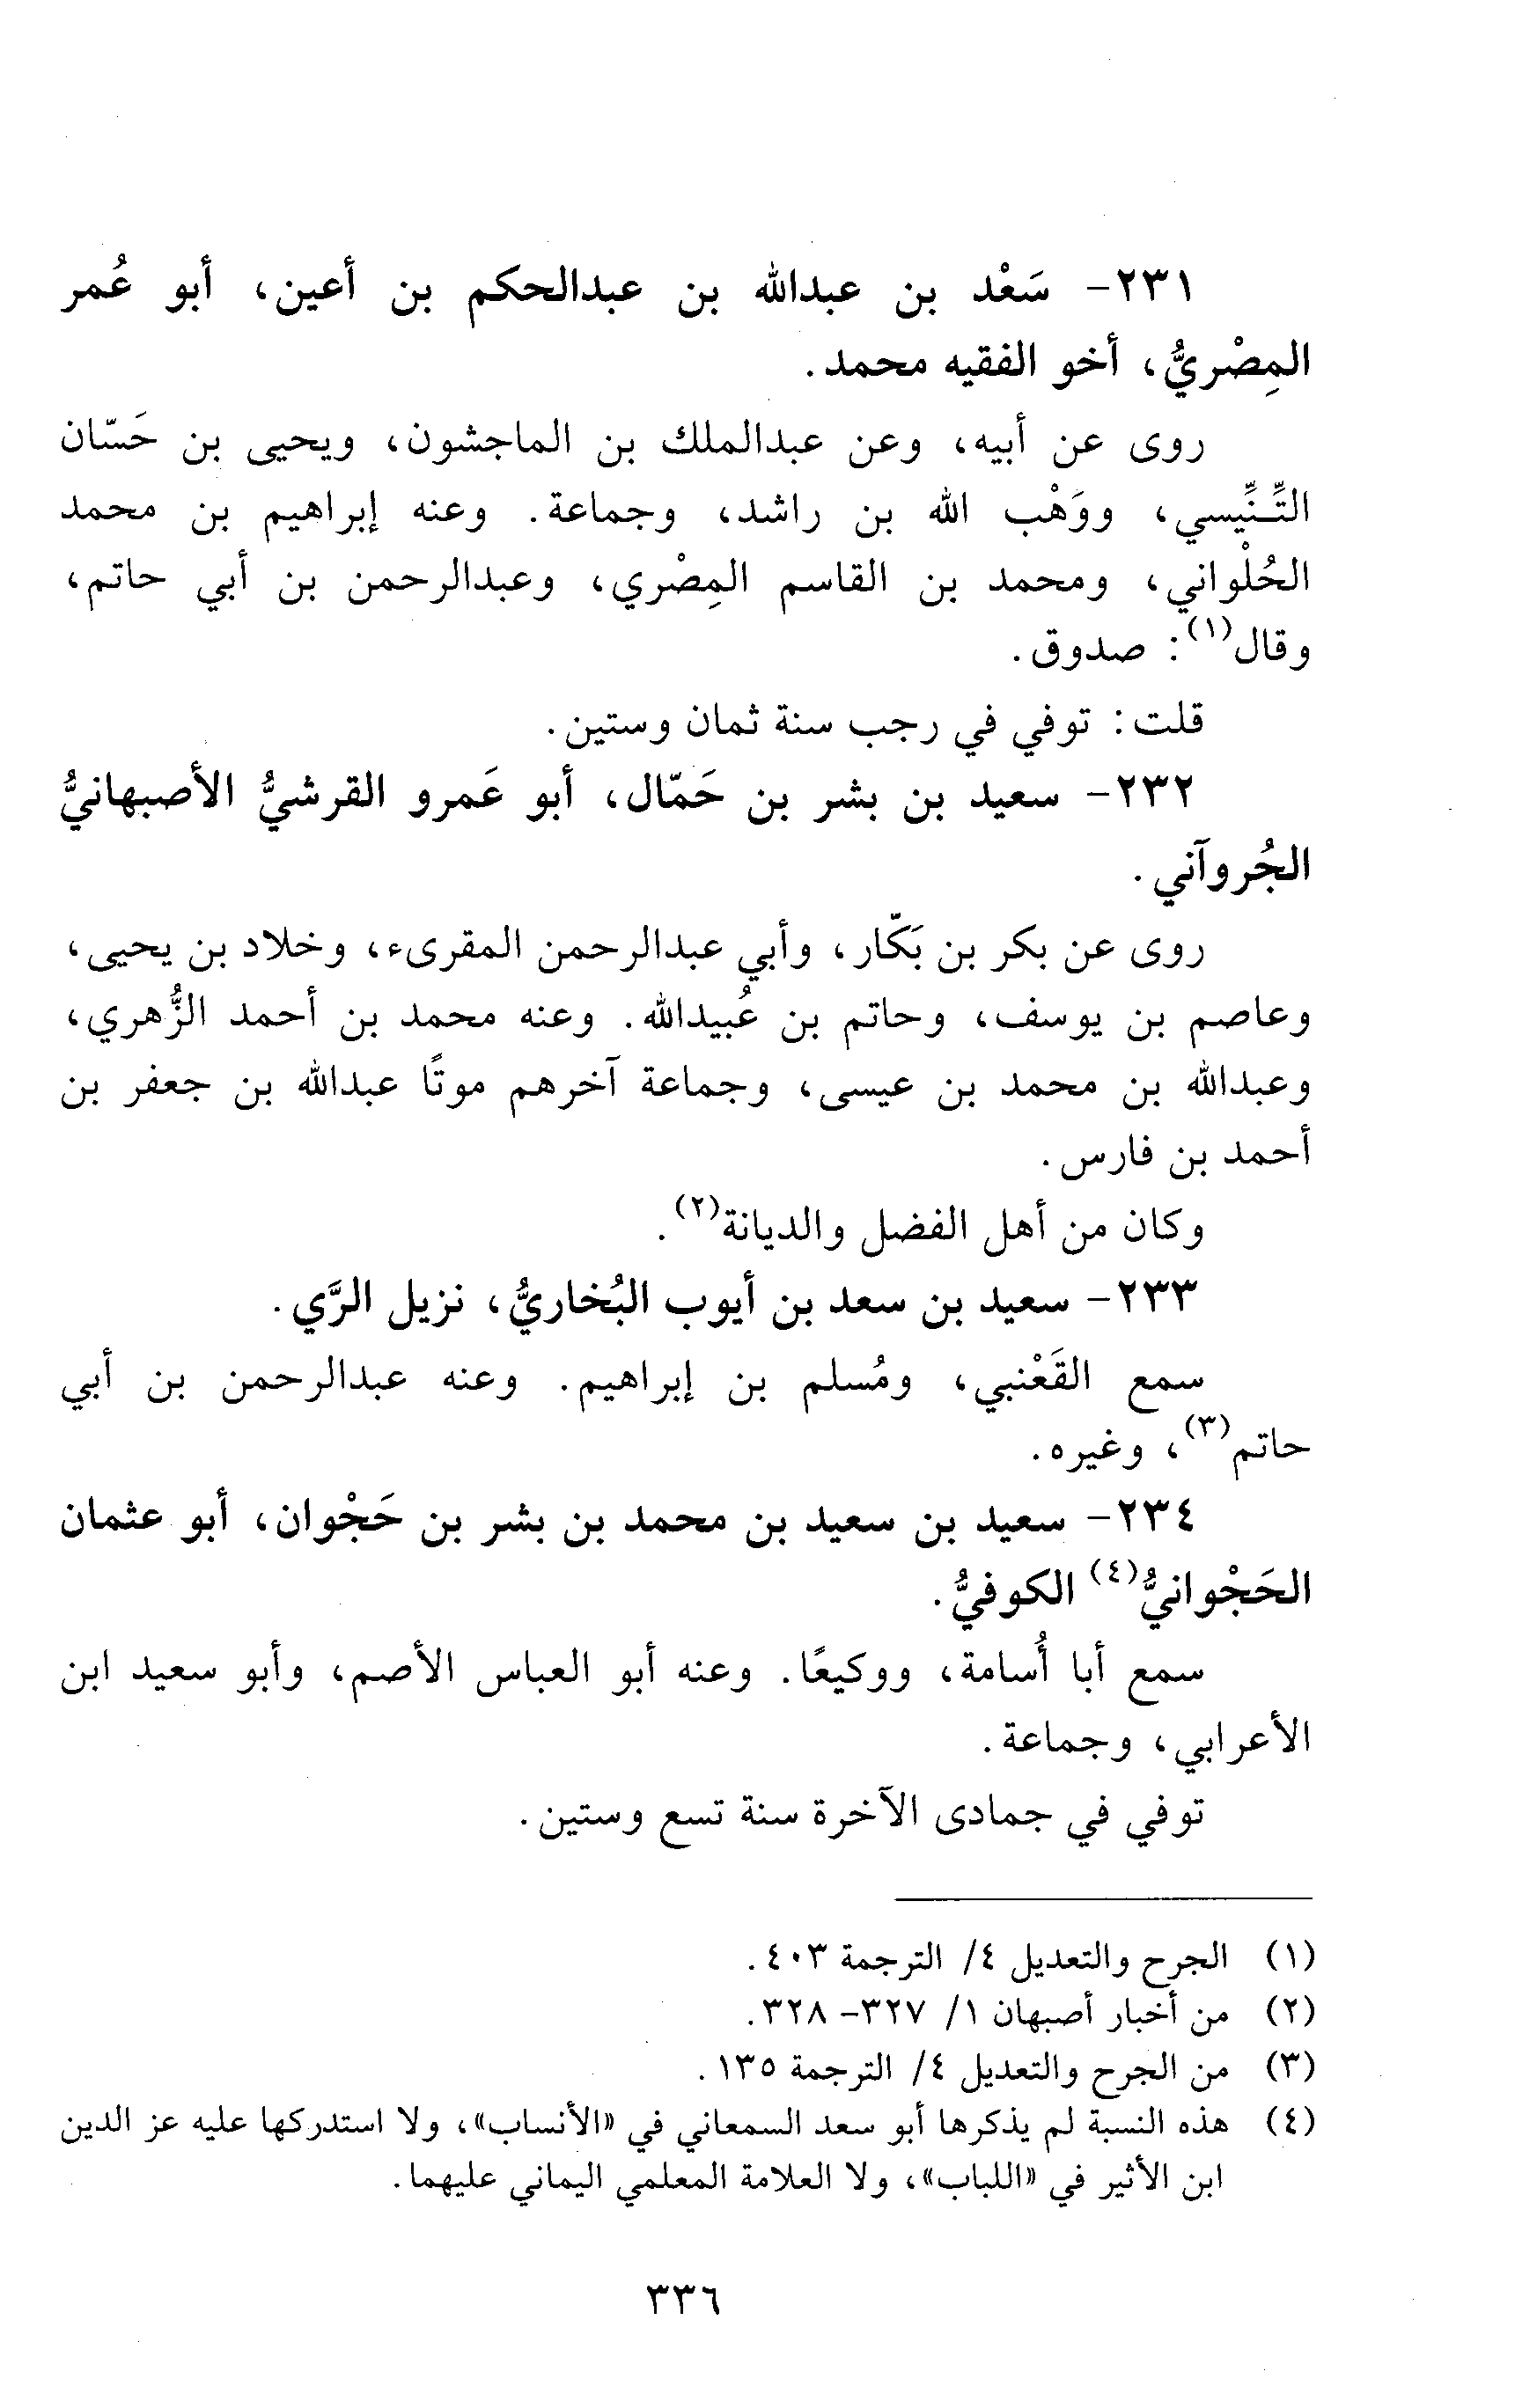 ٢٣١- سَعْد بن عبدالله بن عبدالحكم بن أعين، أبو عُمر
المِصْريُّ، أخو الفقيه محمد.
روى عن أبيه، وعن عبدالملك بن الماجشون، ويحيى بن حَسّان
التِّنِّيسي، ووَهْب الله بن راشد، وجماعة. وعنه إبراهيم بن محمد
الحُلْواني، ومحمد بن القاسم المِصْري، وعبدالرحمن بن أبي حاتم،
وقال(١): صدوق.
قلت: توفي في رجب سنة ثمان وستين.
٢٣٢- سعيد بن بشر بن حَمّال، أبو عَمرو القرشيُّ الأصبهانيُّ
الجُروآني.
روى عن بكر بن بَكّار، وأبي عبدالرحمن المقرىء، وخلاد بن يحيى،
وعاصم بن يوسف، وحاتم بن عُبيدالله. وعنه محمد بن أحمد الزُّهري،
وعبدالله بن محمد بن عيسى، وجماعة آخرهم موتًا عبدالله بن جعفر بن
أحمد بن فارس.
وكان من أهل الفضل والديانة(٢).
٢٣٣- سعيد بن سعد بن أيوب البُخاريُّ، نزيل الرَّي.
سمع القَعْنبي، ومُسلم بن إبراهيم. وعنه عبدالرحمن بن أبي
حاتم(٣)، وغيره.
٢٣٤- سعيد بن سعيد بن محمد بن بشر بن حَجْوان، أبو عثمان
الحَجْوانيُّ(٤) الكوفيُّ.
سمع أبا أُسامة، ووكيعًا. وعنه أبو العباس الأصم، وأبو سعيد ابن
الأعرابي، وجماعة.
توفي في جمادى الآخرة سنة تسع وستين.
(١) الجرح والتعديل ٤/ الترجمة ٤٠٣.
(٢) من أخبار أصبهان ١/ ٣٢٧- ٣٢٨.
(٣) من الجرح والتعديل ٤/ الترجمة ١٣٥.
(٤) هذه النسبة لم يذكرها أبو سعد السمعاني في «الأنساب»، ولا استدركها عليه عز الدين
ابن الأثير في «اللباب»، ولا العلامة المعلمي اليماني عليهما.
٣٣٦